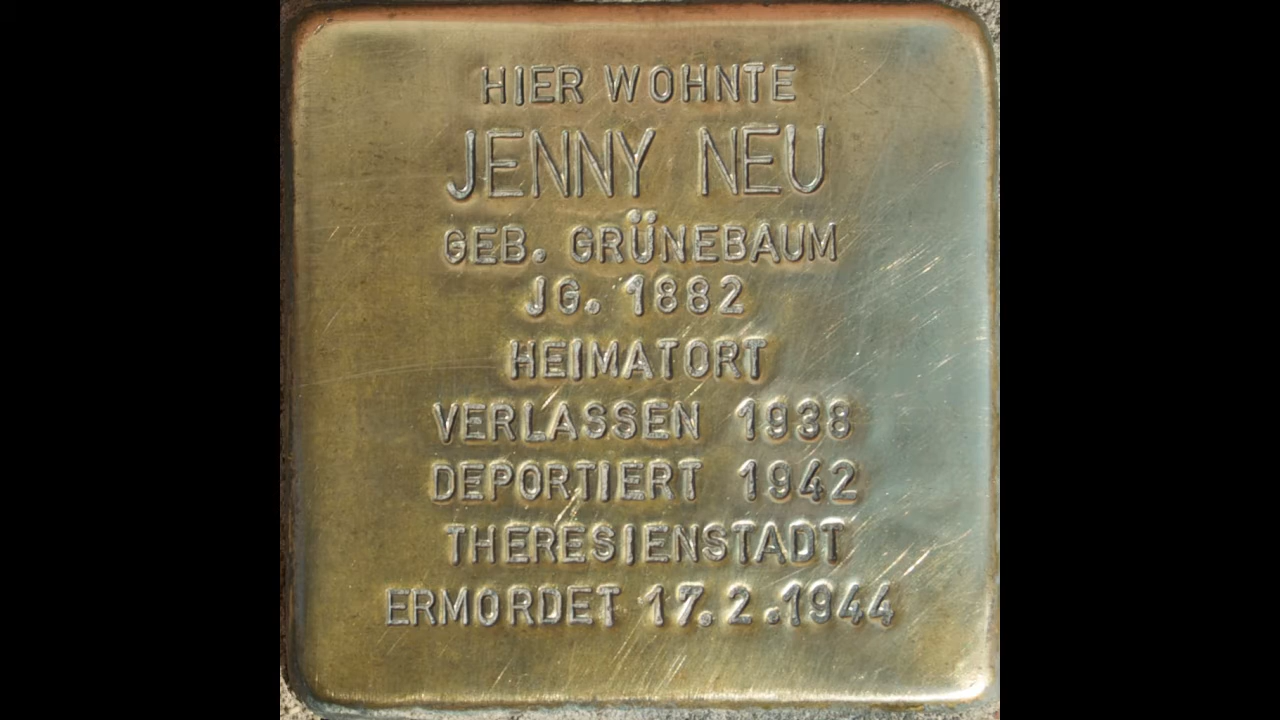 HIER WOHNTE
JENNY NEU
GEB. GRÜNEBAUM
JG. 1882
HEIMATORT
VERLASSEN 1938
DEPORTIERT 1942
THERESIENSTADT
ERMORDET 17.2.1944